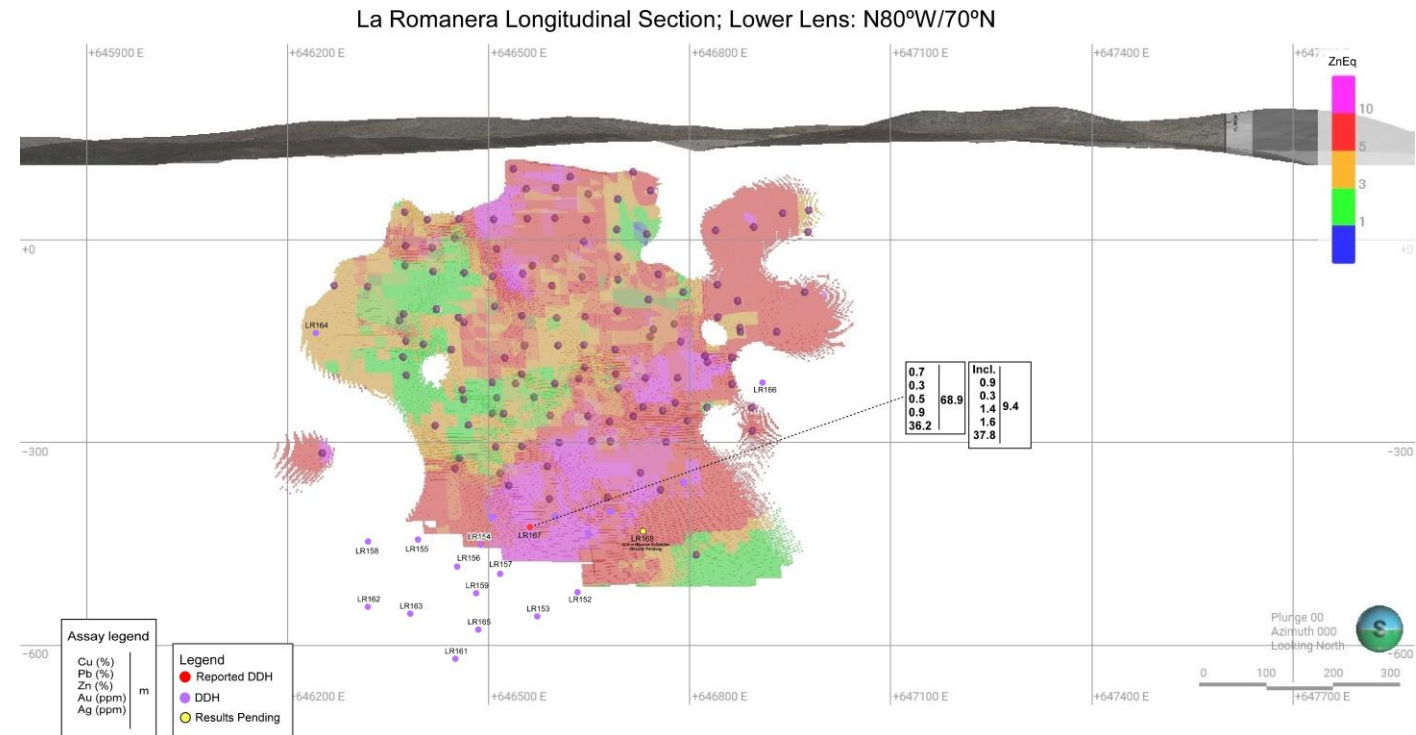 La Romanera Longitudinal Section; Lower Lens: N80ºW/70ºN
+645900 E
+646200 E
+646500 E
+646800 E
+647100 E
+647400 E
ZnEq
10
5
3
1
+0
+0
LR164
LR166
0.7
0.3
0.5
0.9
36.2
68.9
Incl.
0.9
0.3
1.4
1.6
37.8
9.4
-300
-300
LR167
LR168
(Results Pending)
LR154
LR158
LR155
LR156
LR157
LR159
LR152
LR162
LR163
LR153
LR165
LR161
-600
-600
Assay legend
Cu (%)
Pb (%)
Zn (%)
Au (ppm)
Ag (ppm)
m
Legend
Reported DDH
DDH
Results Pending
Plunge 00
Azimuth 000
Looking North
S
0 100 200 300
+646200 E
+646500 E
+646800 E
+647100 E
+647400 E
+647700 E